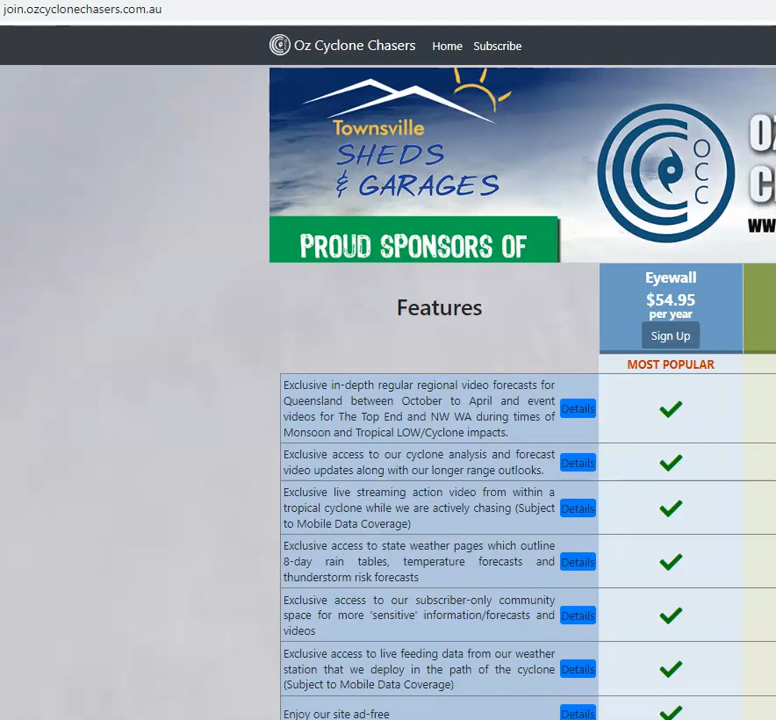 join.ozcyclonechasers.com.au
Oz Cyclone Chasers Home Subscribe
Townsville
SHEDS
& GARAGES
PROUD SPONSORS OF
OCC
Features
Eyewall
$54.95
per year
Sign Up
MOST POPULAR
Exclusive in-depth regular regional video forecasts for
Queensland between October to April and event
videos for The Top End and NW WA during times of
Monsoon and Tropical LOW/Cyclone impacts.
Details
Exclusive access to our cyclone analysis and forecast
video updates along with our longer range outlooks.
Details
Exclusive live streaming action video from within a
tropical cyclone while we are actively chasing (Subject
to Mobile Data Coverage)
Details
Exclusive access to state weather pages which outline
8-day rain tables, temperature forecasts and
thunderstorm risk forecasts
Details
Exclusive access to our subscriber-only community
space for more 'sensitive' information/forecasts and
videos
Details
Exclusive access to live feeding data from our weather
station that we deploy in the path of the cyclone
(Subject to Mobile Data Coverage)
Details
Enjoy our site ad-free
Details